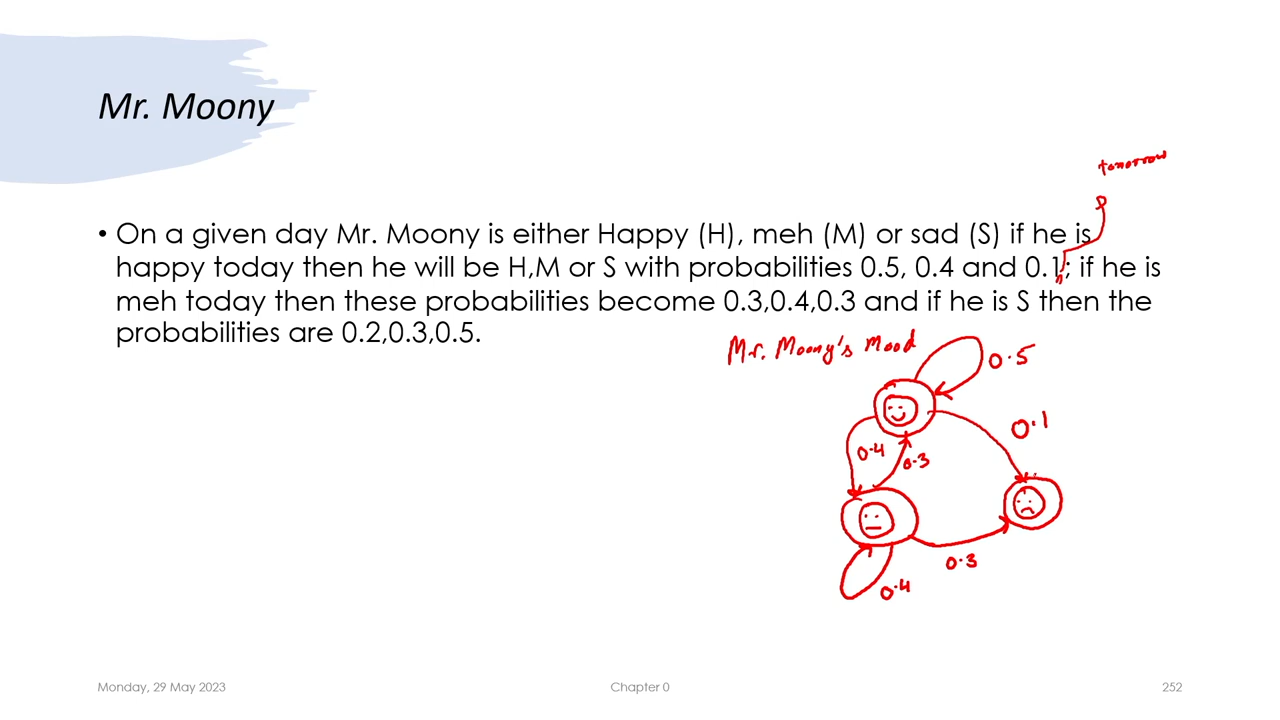 Mr. Moony
tomorrow
• On a given day Mr. Moony is either Happy (H), meh (M) or sad (S) if he is
happy today then he will be H,M or S with probabilities 0.5, 0.4 and 0.1; if he is
meh today then these probabilities become 0.3,0.4,0.3 and if he is S then the
probabilities are 0.2,0.3,0.5.
Mr. Moony's Mood
0.5
0.1
0.4
0.3
0.3
0.4
Monday, 29 May 2023
Chapter 0
252